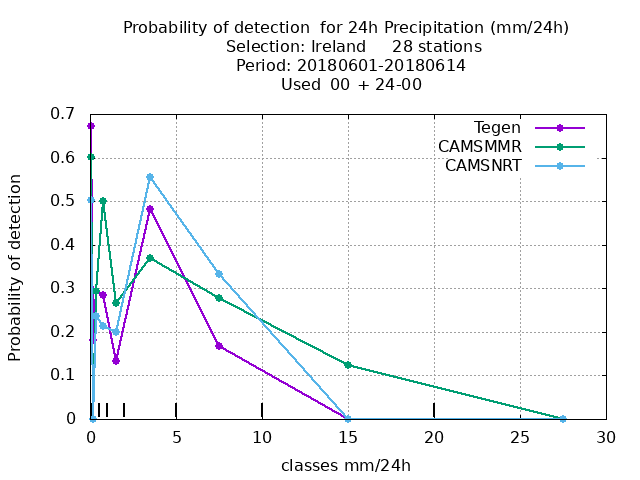 Probability of detection  for 24h Precipitation (mm/24h)
Selection: Ireland     28 stations
Period: 20180601-20180614
Used  00 + 24-00
Probability of detection
0.7
0.6
0.5
0.4
0.3
0.2
0.1
0
Tegen
CAMSMMR
CAMSNRT
0 5 10 15 20 25 30
classes mm/24h